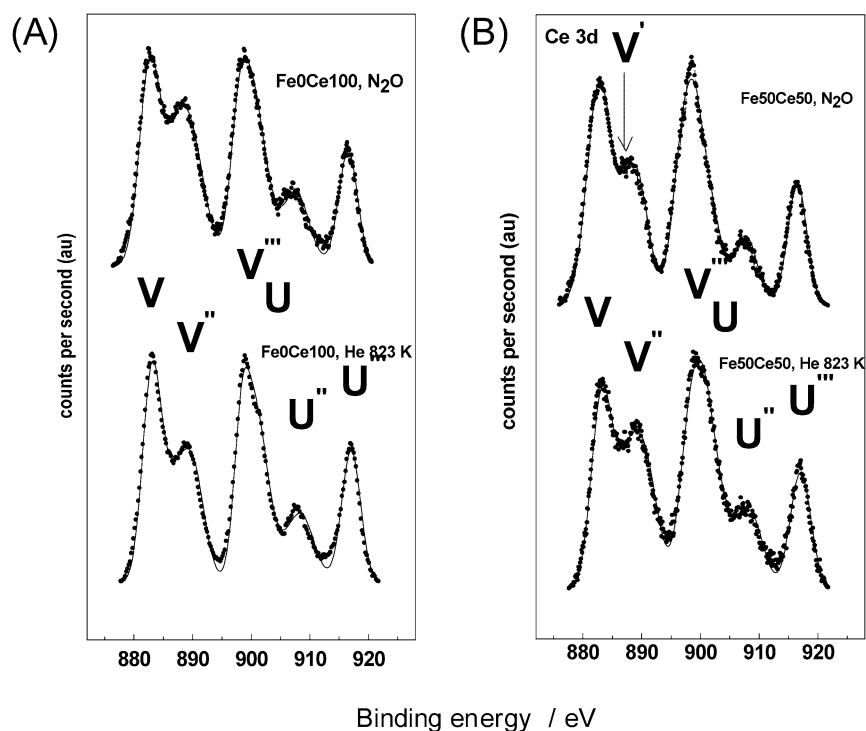 (A)
counts per second (au)
Fe0Ce100, N₂O
V
V''
V'''
U
Fe0Ce100, He 823 K
U''
U'''
880 890 900 910 920
(B)
counts per second (au)
Ce 3d
V'
Fe50Ce50, N₂O
V
V''
V'''
U
Fe50Ce50, He 823 K
U''
U'''
880 890 900 910 920
Binding energy / eV